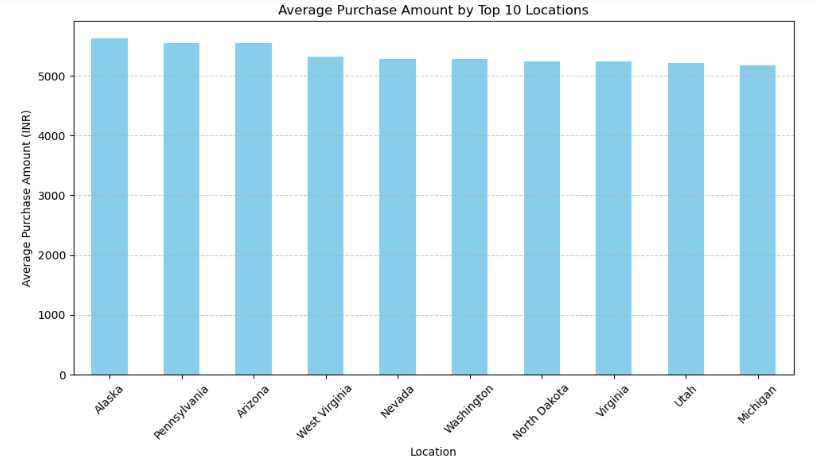 Average Purchase Amount by Top 10 Locations
Average Purchase Amount (INR)
5000
4000
3000
2000
1000
0
Alaska
Pennsylvania
Arizona
West Virginia
Nevada
Washington
North Dakota
Virginia
Utah
Michigan
Location